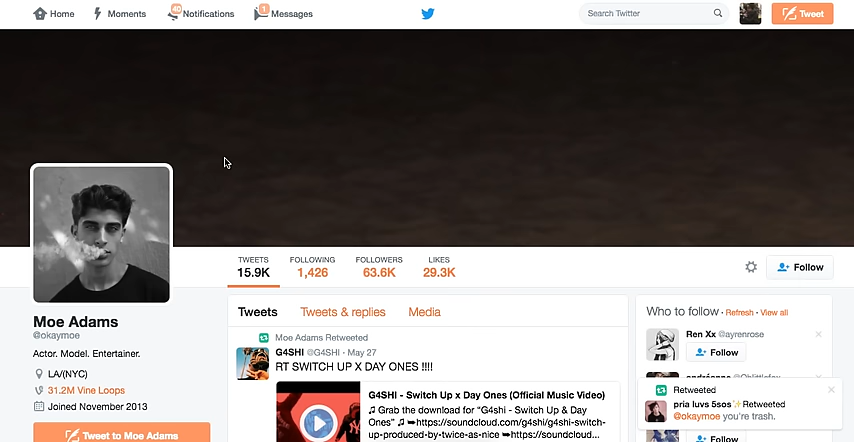 Home Moments 40 Notifications 1 Messages Search Twitter Tweet
TWEETS FOLLOWING FOLLOWERS LIKES
15.9K 1,426 63.6K 29.3K Follow
Moe Adams
@okaymoe
Actor. Model. Entertainer.
LA/(NYC)
31.2M Vine Loops
Joined November 2013
Tweet to Moe Adams
Tweets Tweets & replies Media
Moe Adams Retweeted
G4SHI @G4SHI · May 27
RT SWITCH UP X DAY ONES !!!!
G4SHI - Switch Up x Day Ones (Official Music Video)
♫ Grab the download for "G4shi - Switch Up & Day
Ones" ♫ ➥https://soundcloud.com/g4shi/g4shi-switch-
up-produced-by-twice-as-nice ➥https://soundcloud...
Who to follow · Refresh · View all
Ren Xx @ayrenrose
Follow
Retweeted
pria luvs 5sos✨Retweeted
@okaymoe you're trash.
Follow